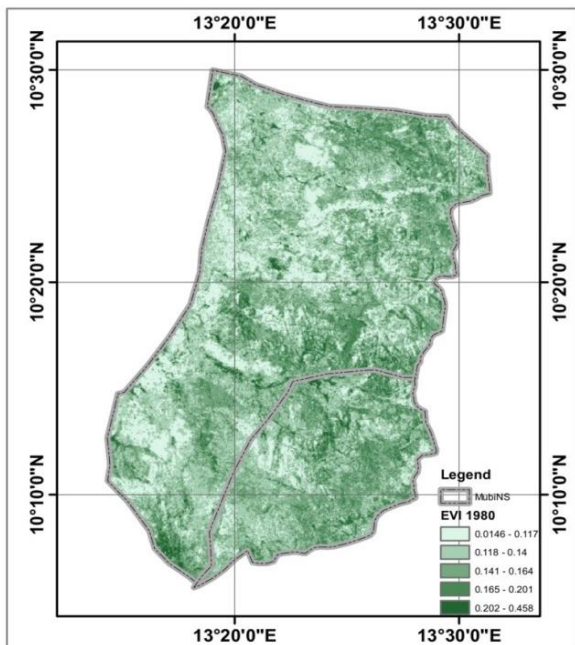 13°20'0"E 13°30'0"E
10°30'0"N 10°30'0"N
10°20'0"N 10°20'0"N
10°10'0"N 10°10'0"N
Legend
MubiNS
EVI 1980
0.0146 - 0.117
0.118 - 0.14
0.141 - 0.164
0.165 - 0.201
0.202 - 0.458
13°20'0"E 13°30'0"E